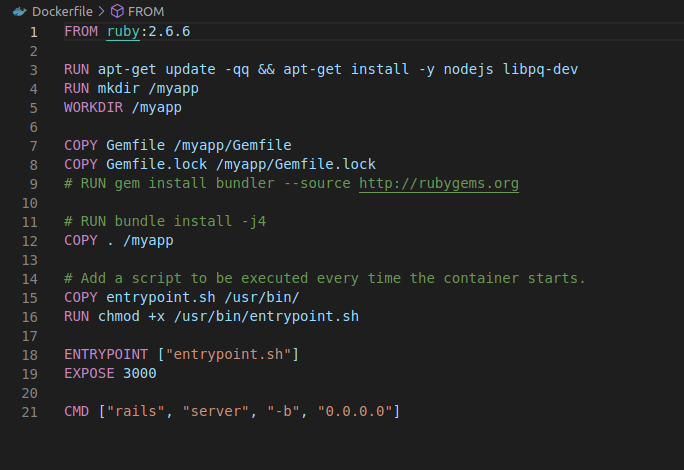 Dockerfile > FROM
1 FROM ruby:2.6.6
2
3 RUN apt-get update -qq && apt-get install -y nodejs libpq-dev
4 RUN mkdir /myapp
5 WORKDIR /myapp
6
7 COPY Gemfile /myapp/Gemfile
8 COPY Gemfile.lock /myapp/Gemfile.lock
9 # RUN gem install bundler --source http://rubygems.org
10
11 # RUN bundle install -j4
12 COPY . /myapp
13
14 # Add a script to be executed every time the container starts.
15 COPY entrypoint.sh /usr/bin/
16 RUN chmod +x /usr/bin/entrypoint.sh
17
18 ENTRYPOINT ["entrypoint.sh"]
19 EXPOSE 3000
20
21 CMD ["rails", "server", "-b", "0.0.0.0"]